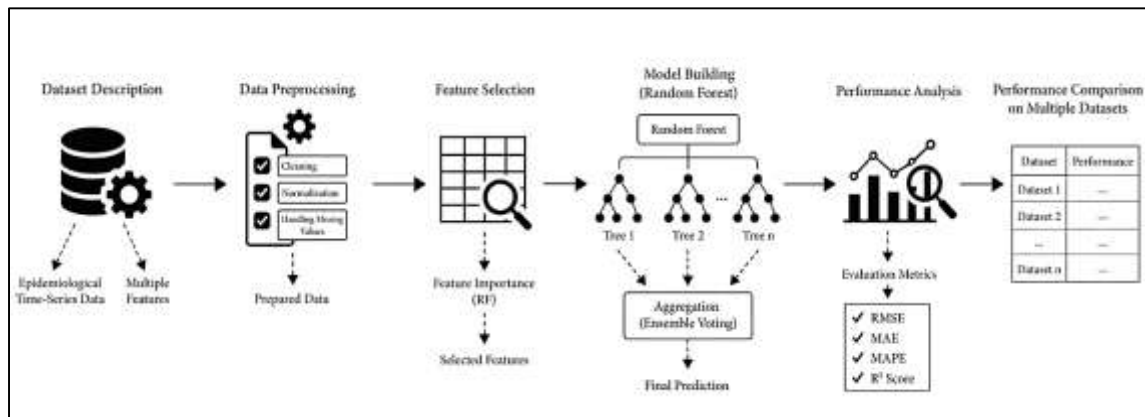 Dataset Description
Epidemiological
Time-Series Data
Multiple
Features
Data Preprocessing
Cleaning
Normalization
Handling Missing
Values
Prepared Data
Feature Selection
Feature Importance
(RF)
Selected Features
Model Building
(Random Forest)
Random Forest
...
Tree 1
Tree 2
Tree n
Aggregation
(Ensemble Voting)
Final Prediction
Performance Analysis
Evaluation Metrics
✓ RMSE
✓ MAE
✓ MAPE
✓ R² Score
Performance Comparison
on Multiple Datasets
Dataset Performance
Dataset 1 ...
Dataset 2 ...
... ...
Dataset n ...